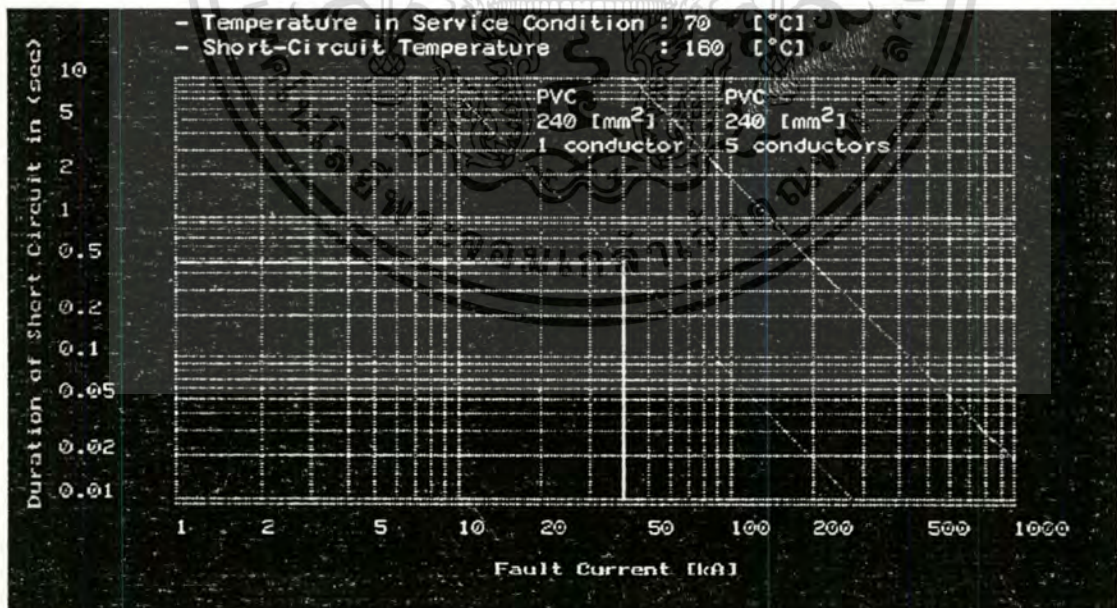 - Temperature in Service Condition : 70 [°C]
- Short-Circuit Temperature : 160 [°C]
Duration of Short Circuit in (sec)
10
5
2
1
0.5
0.2
0.1
0.05
0.02
0.01
PVC
240 [mm²]
1 conductor
PVC
240 [mm²]
5 conductors
1 2 5 10 20 50 100 200 500 1000
Fault Current [kA]